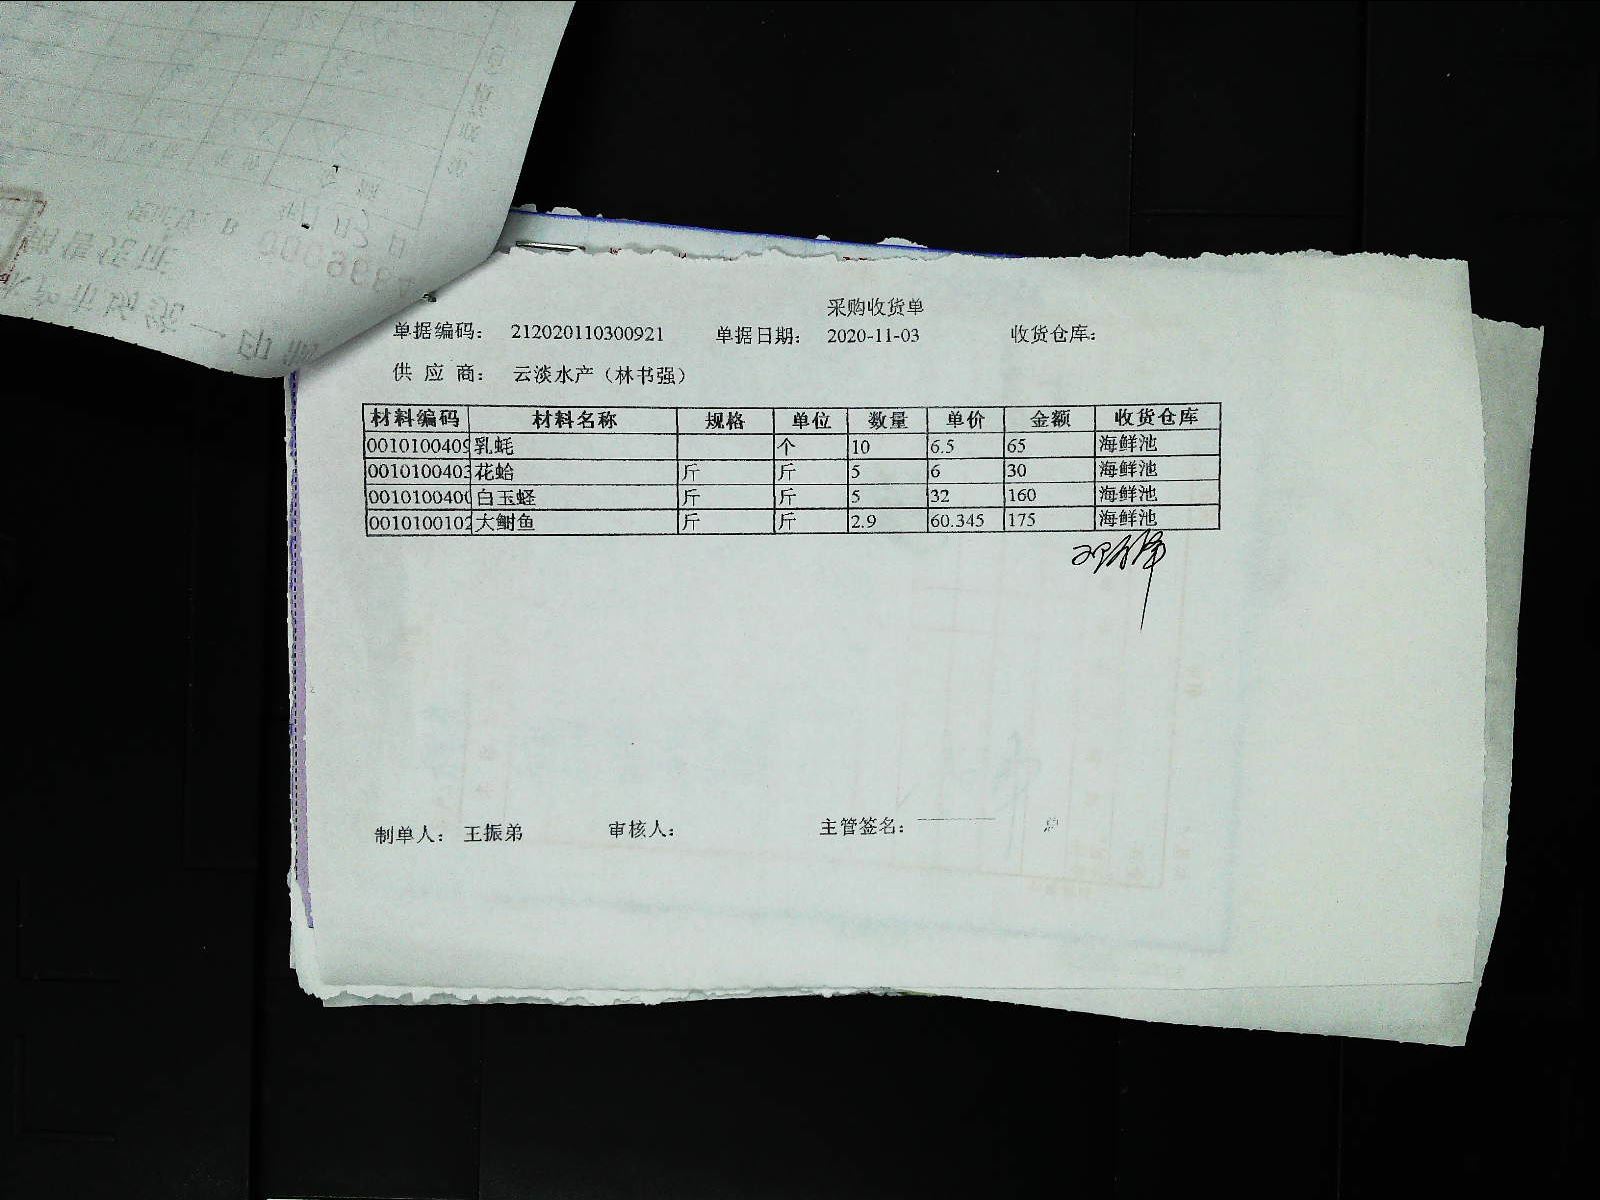 采购收货单
单据编码： 212020110300921 单据日期： 2020-11-03 收货仓库：
供 应 商： 云淡水产（林书强）
材料编码 材料名称 规格 单位 数量 单价 金额 收货仓库
0010100409 乳蚝 个 10 6.5 65 海鲜池
0010100403 花蛤 斤 斤 5 6 30 海鲜池
0010100400 白玉蛏 斤 斤 5 32 160 海鲜池
0010100102 大鲥鱼 斤 斤 2.9 60.345 175 海鲜池
制单人： 王振弟 审核人： 主管签名：